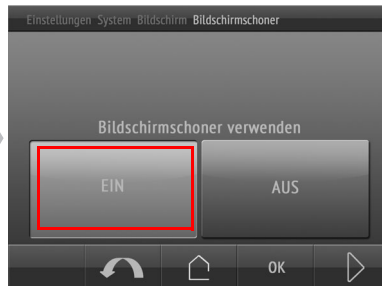 Einstellungen System Bildschirm Bildschirmschoner
Bildschirmschoner verwenden
EIN
AUS
OK